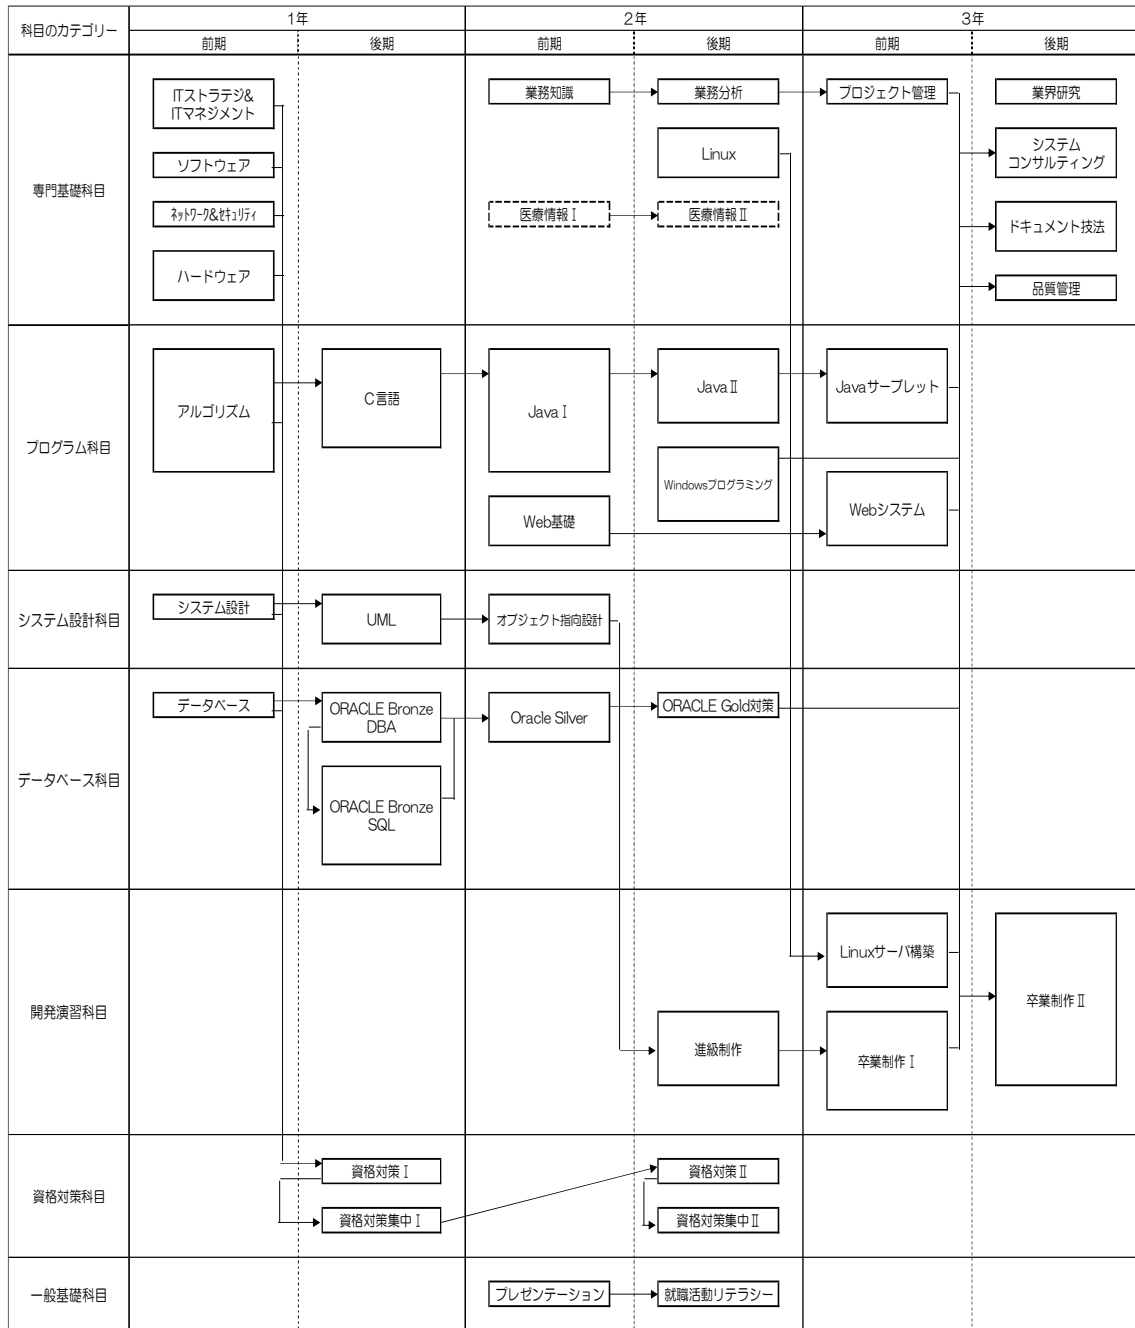 科目のカテゴリー
1年
2年
3年
前期
後期
前期
後期
前期
後期
専門基礎科目
ITストラテジ&
ITマネジメント
ソフトウェア
ネットワーク&セキュリティ
ハードウェア
業務知識
業務分析
プロジェクト管理
業界研究
Linux
システム
コンサルティング
医療情報Ⅰ
医療情報Ⅱ
ドキュメント技法
品質管理
プログラム科目
アルゴリズム
C言語
JavaⅠ
JavaⅡ
Javaサーブレット
Windowsプログラミング
Web基礎
Webシステム
システム設計科目
システム設計
UML
オブジェクト指向設計
データベース科目
データベース
ORACLE Bronze
DBA
Oracle Silver
ORACLE Gold対策
ORACLE Bronze
SQL
開発演習科目
Linuxサーバ構築
卒業制作Ⅱ
進級制作
卒業制作Ⅰ
資格対策科目
資格対策Ⅰ
資格対策Ⅱ
資格対策集中Ⅰ
資格対策集中Ⅱ
一般基礎科目
プレゼンテーション
就職活動リテラシー